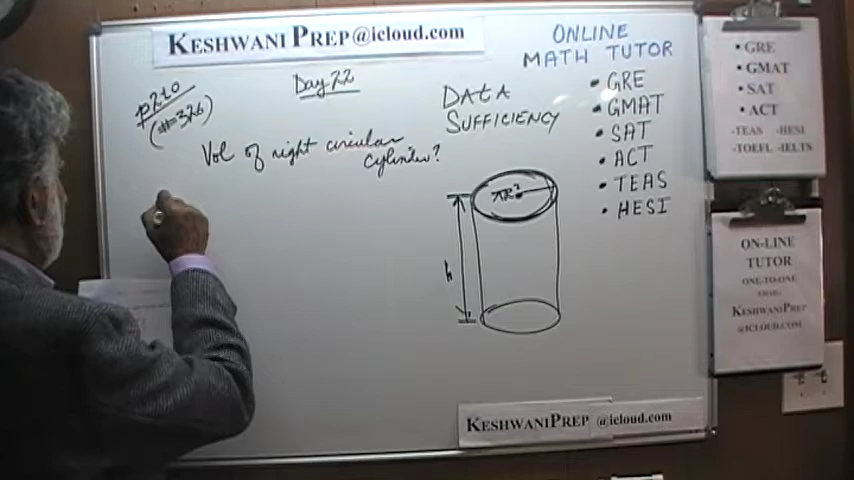 KESHWANI PREP@icloud.com
ONLINE
MATH TUTOR
• GRE
• GMAT
• SAT
• ACT
• TEAS
• HESI
p210
(#=326)
Day 22
DATA
SUFFICIENCY
Vol of right circular
cylinder?
πR²
h
• GRE
• GMAT
• SAT
• ACT
-TEAS -HESI
-TOEFL -IELTS
ON-LINE
TUTOR
ONE-TO-ONE
KESHWANIPREP
@ICLOUD.COM
KESHWANIPREP @icloud.com